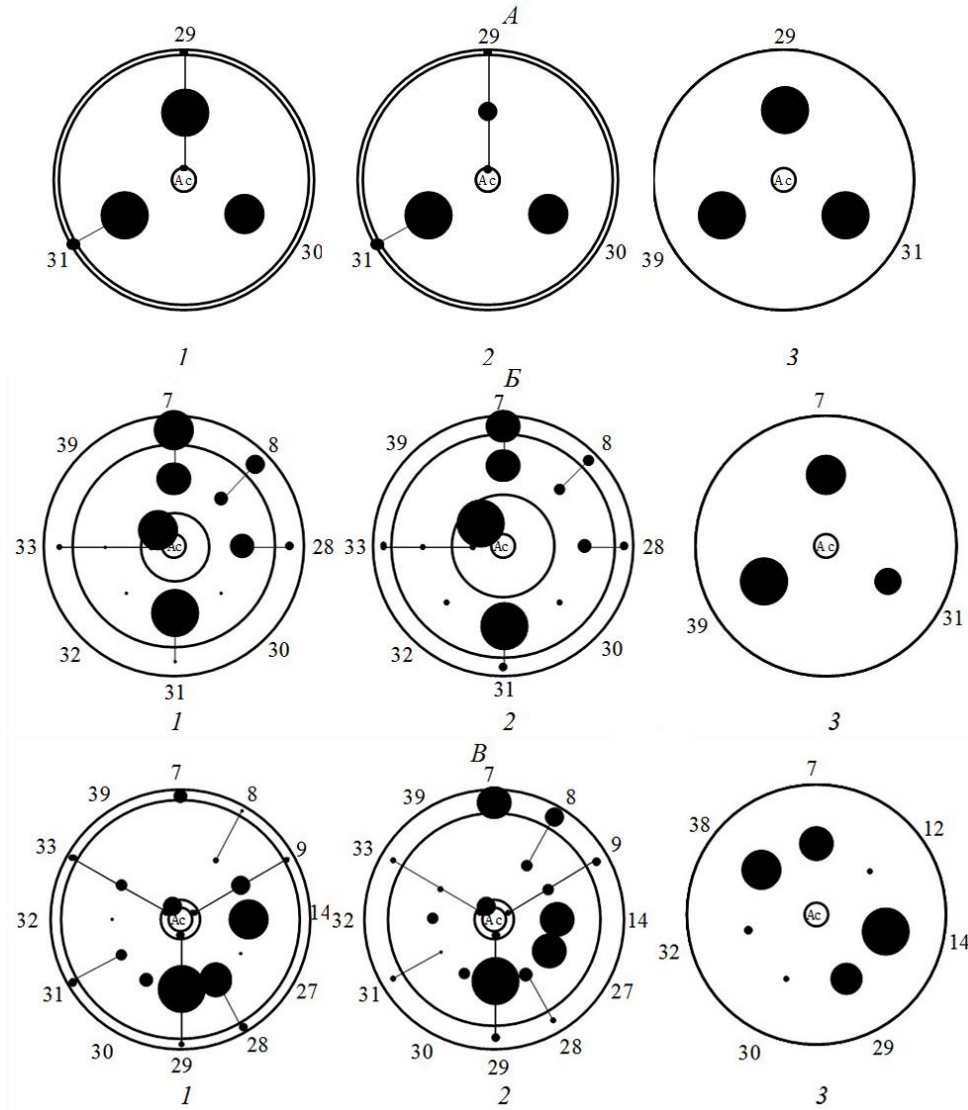 А
29 29 29
Ac Ac Ac
31 30 31 30 39 31
1 2 3
Б
7 7 7
39 8 39 8
33 Ac 28 33 Ac 28 Ac
32 30 32 30 39 31
31 31
1 2 3
В
7 7 7
39 8 39 8 38 12
33 9 33 9
32 Ac 14 32 Ac 14 Ac
31 27 31 27 32 14
30 28 30 28 30 29
29 29
1 2 3